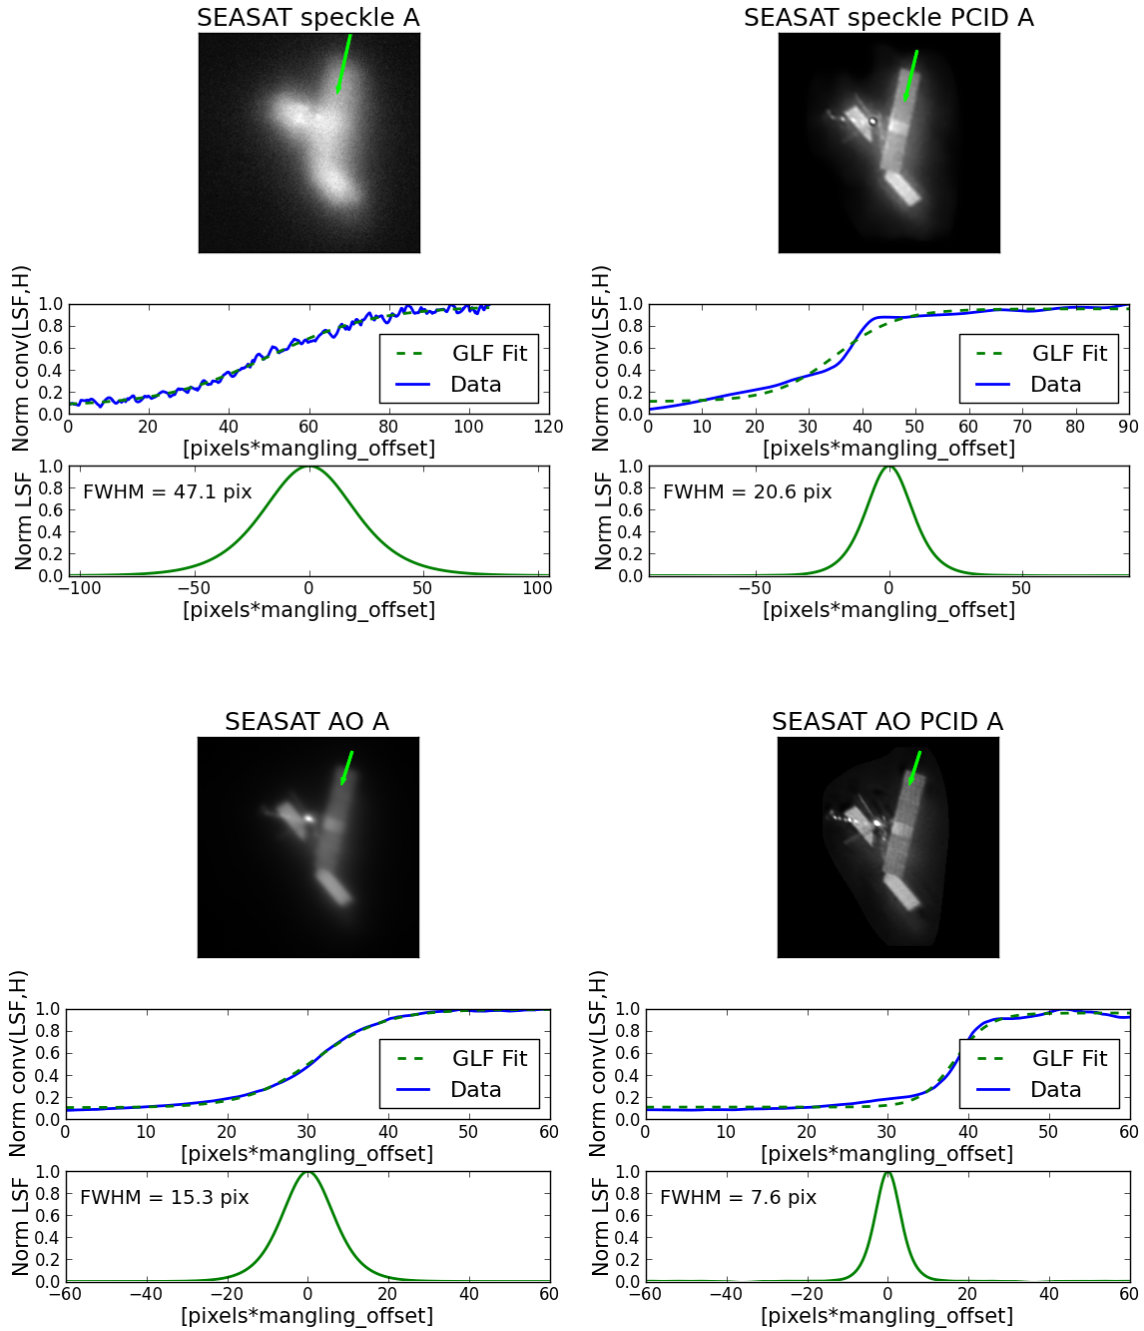 SEASAT speckle A
Norm conv(LSF,H)
1.0
0.8
0.6
0.4
0.2
0.0
GLF Fit
Data
0 20 40 60 80 100 120
[pixels*mangling_offset]
Norm LSF
1.0
0.8
0.6
0.4
0.2
0.0
FWHM = 47.1 pix
−100 −50 0 50 100
[pixels*mangling_offset]
SEASAT speckle PCID A
Norm conv(LSF,H)
1.0
0.8
0.6
0.4
0.2
0.0
GLF Fit
Data
0 10 20 30 40 50 60 70 80 90
[pixels*mangling_offset]
Norm LSF
1.0
0.8
0.6
0.4
0.2
0.0
FWHM = 20.6 pix
−50 0 50
[pixels*mangling_offset]
SEASAT AO A
Norm conv(LSF,H)
1.0
0.8
0.6
0.4
0.2
0.0
GLF Fit
Data
0 10 20 30 40 50 60
[pixels*mangling_offset]
Norm LSF
1.0
0.8
0.6
0.4
0.2
0.0
FWHM = 15.3 pix
−60 −40 −20 0 20 40 60
[pixels*mangling_offset]
SEASAT AO PCID A
Norm conv(LSF,H)
1.0
0.8
0.6
0.4
0.2
0.0
GLF Fit
Data
0 10 20 30 40 50 60
[pixels*mangling_offset]
Norm LSF
1.0
0.8
0.6
0.4
0.2
0.0
FWHM = 7.6 pix
−60 −40 −20 0 20 40 60
[pixels*mangling_offset]